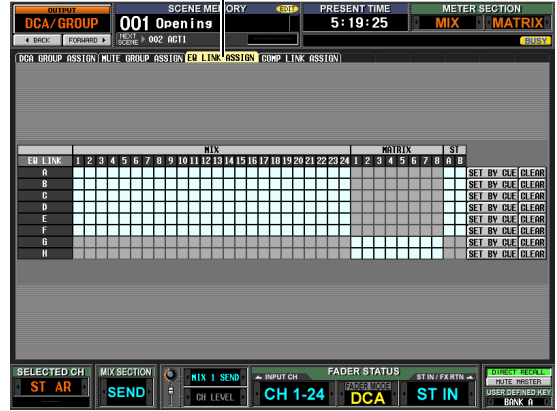 OUTPUT
DCA/GROUP
BACK
FORWARD
SCENE MEMORY
EDIT
001 Opening
NEXT SCENE 002 ACT1
PRESENT TIME
5:19:25
METER SECTION
MIX
MATRIX
BUSY
DCA GROUP ASSIGN MUTE GROUP ASSIGN EQ LINK ASSIGN COMP LINK ASSIGN
MIX MATRIX ST
EQ LINK 1 2 3 4 5 6 7 8 9 10 11 12 13 14 15 16 17 18 19 20 21 22 23 24 1 2 3 4 5 6 7 8 A B
A SET BY CUE CLEAR
B SET BY CUE CLEAR
C SET BY CUE CLEAR
D SET BY CUE CLEAR
E SET BY CUE CLEAR
F SET BY CUE CLEAR
G SET BY CUE CLEAR
H SET BY CUE CLEAR
SELECTED CH
ST AR
MIX SECTION
SEND
MIX 1 SEND
CH LEVEL
FADER STATUS
INPUT CH
CH 1-24
FADER MODE
DCA
ST IN / FX RTN
ST IN
DIRECT RECALL
MUTE MASTER
USER DEFINED KEY
BANK A